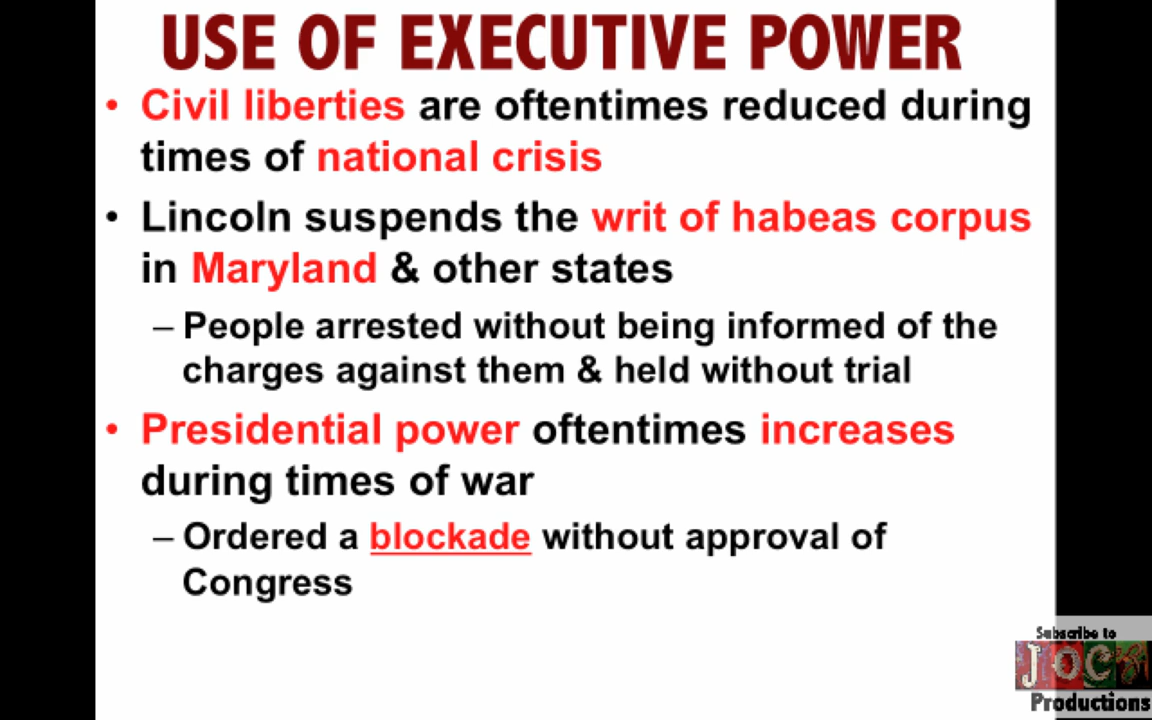 USE OF EXECUTIVE POWER
• Civil liberties are oftentimes reduced during
times of national crisis
• Lincoln suspends the writ of habeas corpus
in Maryland & other states
– People arrested without being informed of the
charges against them & held without trial
• Presidential power oftentimes increases
during times of war
– Ordered a blockade without approval of
Congress
Subscribe to
JOCZ
Productions